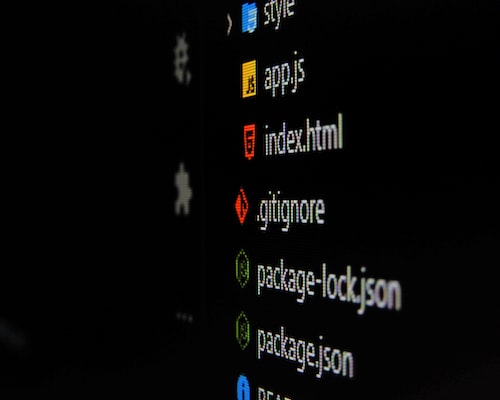 style
app.js
index.html
.gitignore
package-lock.json
package.json